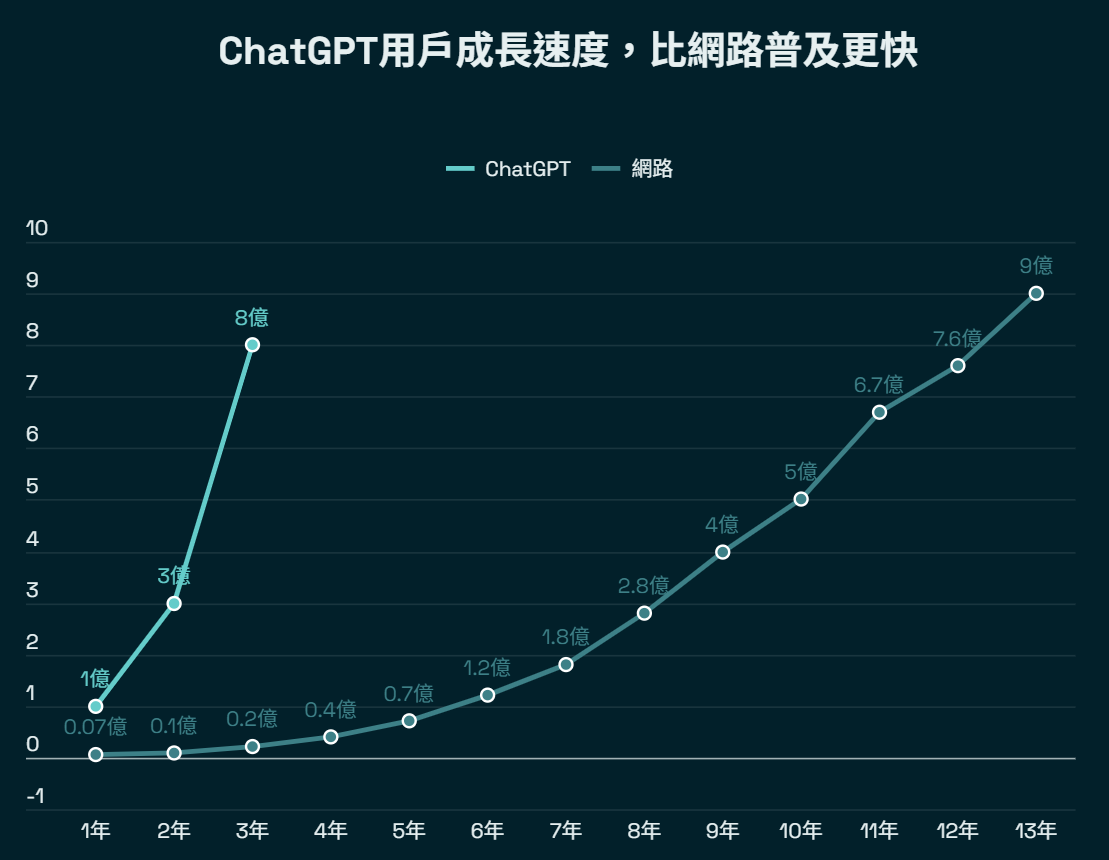 ChatGPT用戶成長速度，比網路普及更快
ChatGPT 網路
10
9
8
7
6
5
4
3
2
1
0
-1
1億
3億
8億
0.07億
0.1億
0.2億
0.4億
0.7億
1.2億
1.8億
2.8億
4億
5億
6.7億
7.6億
9億
1年 2年 3年 4年 5年 6年 7年 8年 9年 10年 11年 12年 13年